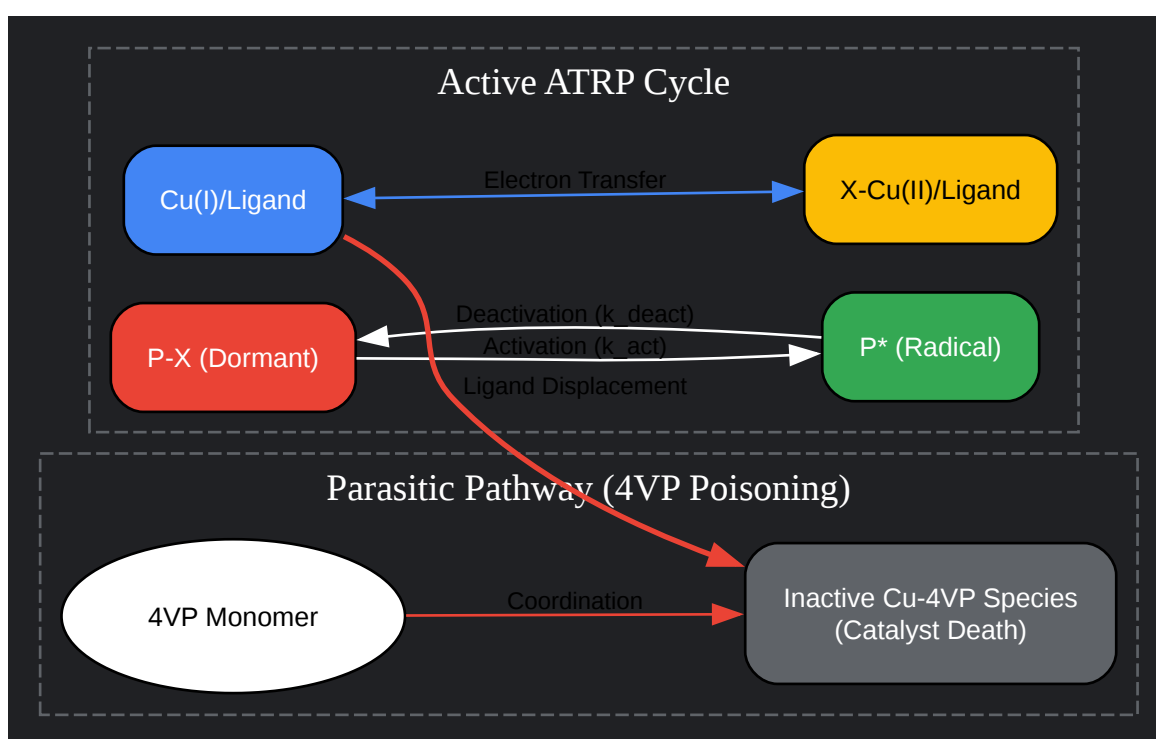 Active ATRP Cycle
Cu(I)/Ligand
Electron Transfer
X-Cu(II)/Ligand
Deactivation (k_deact)
P-X (Dormant)
Activation (k_act)
P* (Radical)
Ligand Displacement
Parasitic Pathway (4VP Poisoning)
4VP Monomer
Coordination
Inactive Cu-4VP Species
(Catalyst Death)